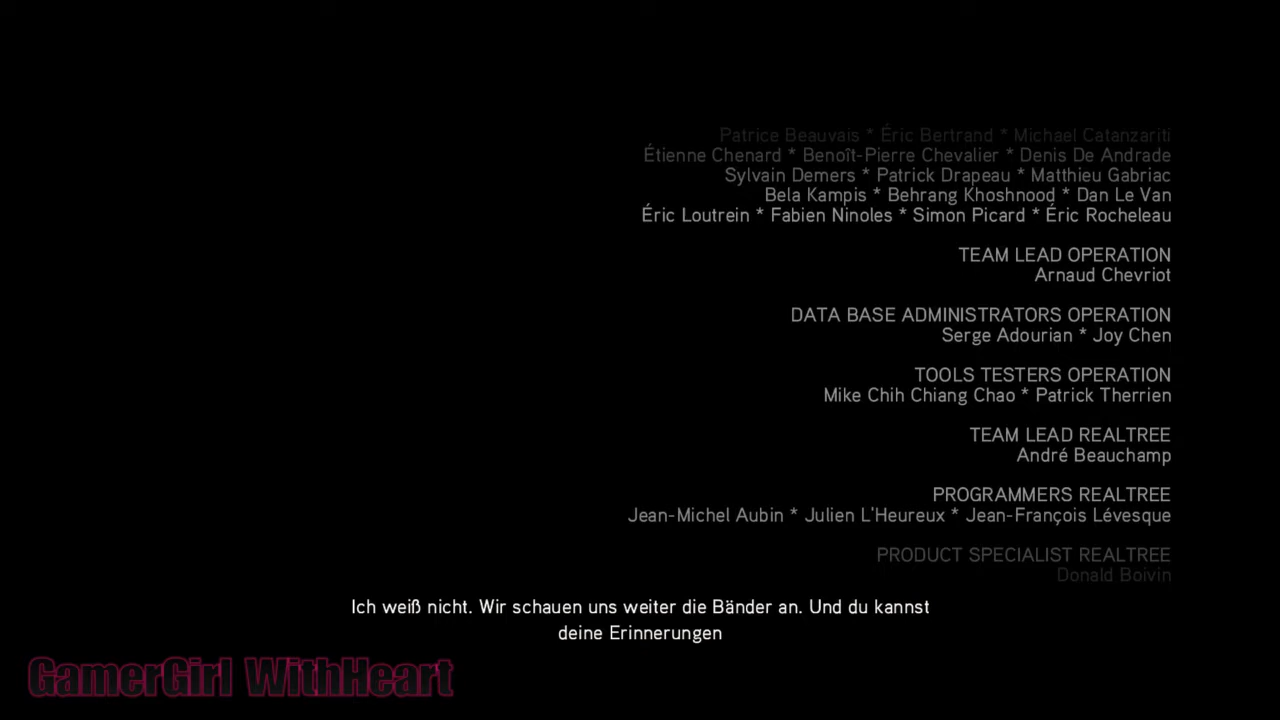 Patrice Beauvais * Éric Bertrand * Michael Catanzariti
Étienne Chenard * Benoît-Pierre Chevalier * Denis De Andrade
Sylvain Demers * Patrick Drapeau * Matthieu Gabriac
Bela Kampis * Behrang Khoshnood * Dan Le Van
Éric Loutrein * Fabien Ninoles * Simon Picard * Éric Rocheleau
TEAM LEAD OPERATION
Arnaud Chevriot
DATA BASE ADMINISTRATORS OPERATION
Serge Adourian * Joy Chen
TOOLS TESTERS OPERATION
Mike Chih Chiang Chao * Patrick Therrien
TEAM LEAD REALTREE
André Beauchamp
PROGRAMMERS REALTREE
Jean-Michel Aubin * Julien L'Heureux * Jean-François Lévesque
PRODUCT SPECIALIST REALTREE
Donald Boivin
Ich weiß nicht. Wir schauen uns weiter die Bänder an. Und du kannst
deine Erinnerungen
GamerGirl WithHeart